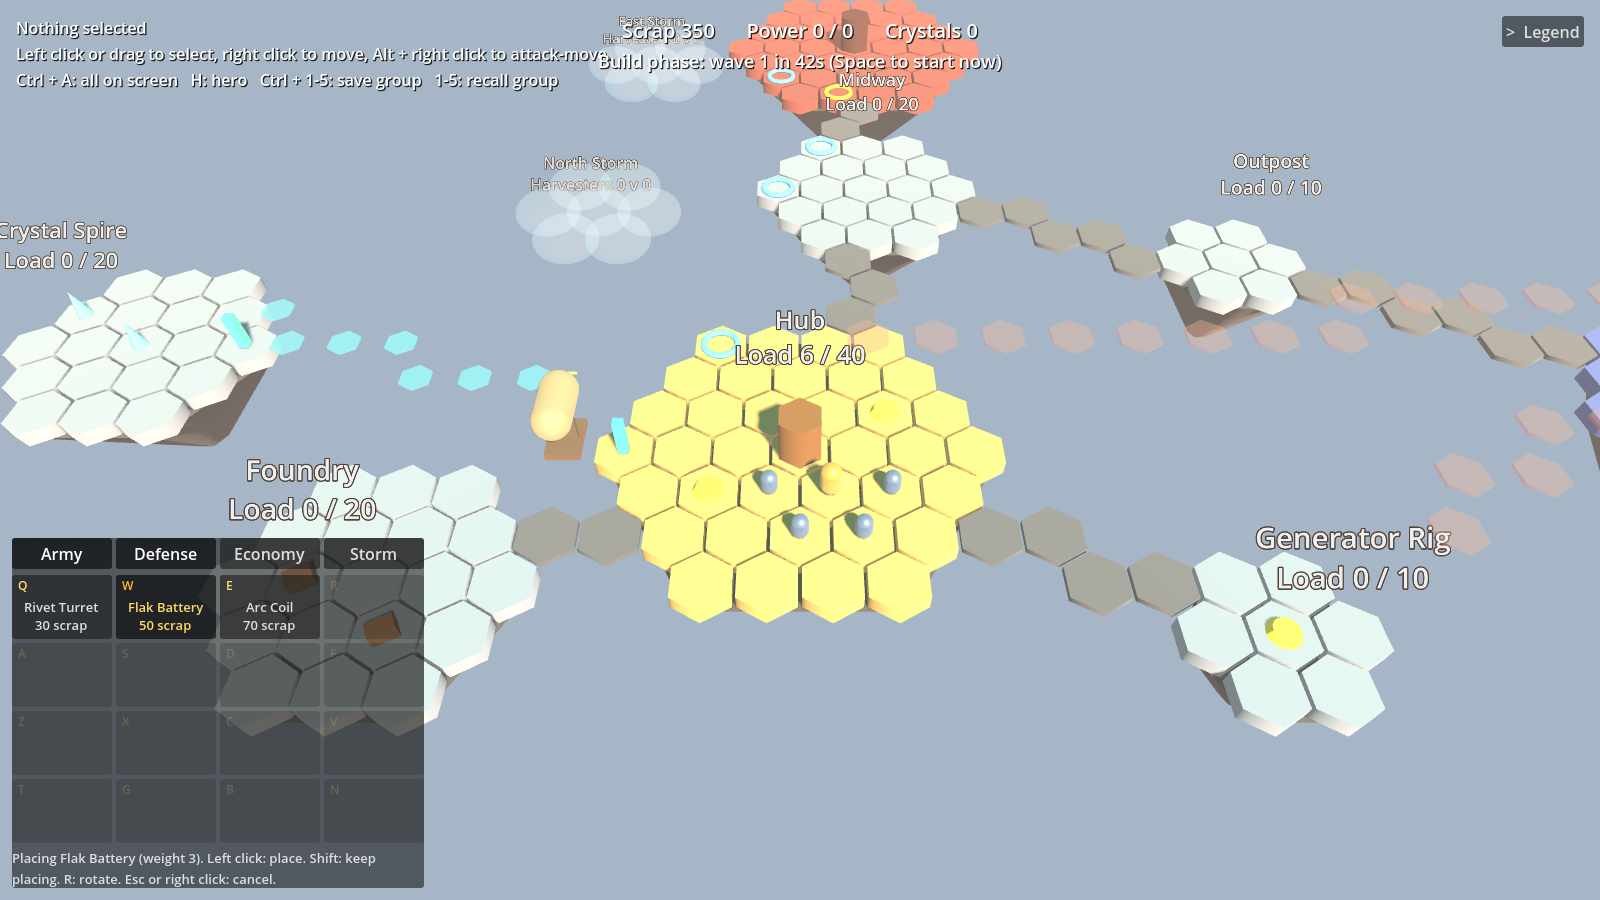 Nothing selected
Left click or drag to select, right click to move, Alt + right click to attack-move
Ctrl + A: all on screen H: hero Ctrl + 1-5: save group 1-5: recall group
East Storm
Scrap 350 Power 0 / 0 Crystals 0
Build phase: wave 1 in 42s (Space to start now)
> Legend
Midway
Load 0 / 20
North Storm
Harvesters 0 v 0
Outpost
Load 0 / 10
Crystal Spire
Load 0 / 20
Hub
Load 6 / 40
Foundry
Load 0 / 20
Generator Rig
Load 0 / 10
Army Defense Economy Storm
Q W E R
Rivet Turret Flak Battery Arc Coil
30 scrap 50 scrap 70 scrap
A S D F
Z X C V
T G B N
Placing Flak Battery (weight 3). Left click: place. Shift: keep
placing. R: rotate. Esc or right click: cancel.